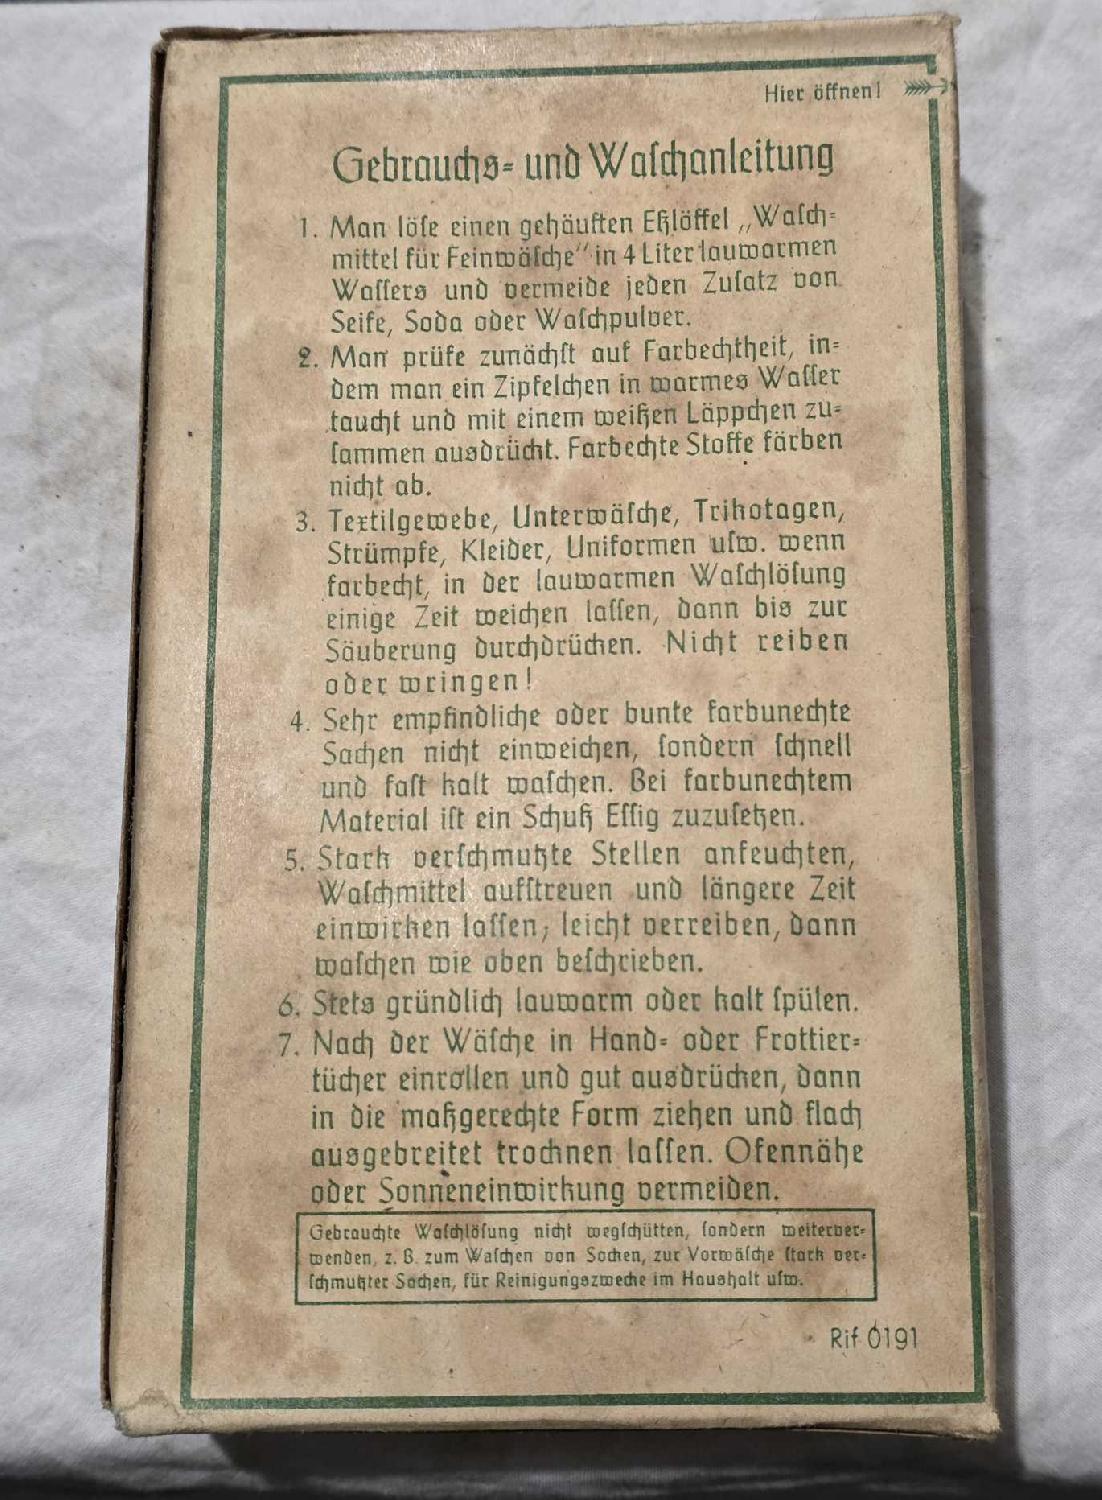 Hier öffnen!
Gebrauchs- und Waſchanleitung
1. Man löſe einen gehäuften Eßlöffel „Waſch-
mittel für Feinwäſche“ in 4 Liter lauwarmen
Waſſers und vermeide jeden Zuſatz von
Seife, Soda oder Waſchpulver.
2. Man prüfe zunächſt auf Farbechtheit, in-
dem man ein Zipfelchen in warmes Waſſer
taucht und mit einem weißen Läppchen zu-
ſammen ausdrückt. Farbechte Stoffe färben
nicht ab.
3. Textilgewebe, Unterwäſche, Trikotagen,
Strümpfe, Kleider, Uniformen uſw. wenn
farbecht, in der lauwarmen Waſchlöſung
einige Zeit weichen laſſen, dann bis zur
Säuberung durchdrücken. Nicht reiben
oder wringen!
4. Sehr empfindliche oder bunte farbunechte
Sachen nicht einweichen, ſondern ſchnell
und faſt kalt waſchen. Bei farbunechtem
Material iſt ein Schuß Eſſig zuzuſetzen.
5. Stark verſchmutzte Stellen anfeuchten,
Waſchmittel aufſtreuen und längere Zeit
einwirken laſſen, leicht verreiben, dann
waſchen wie oben beſchrieben.
6. Stets gründlich lauwarm oder kalt ſpülen.
7. Nach der Wäſche in Hand- oder Frottier-
tücher einrollen und gut ausdrücken, dann
in die maßgerechte Form ziehen und flach
ausgebreitet trocknen laſſen. Ofennähe
oder Sonneneinwirkung vermeiden.
Gebrauchte Waſchlöſung nicht wegſchütten, ſondern weiterver-
wenden, z. B. zum Waſchen von Socken, zur Vorwäſche ſtark ver-
ſchmutzter Sachen, für Reinigungszwecke im Haushalt uſw.
Rif 0191